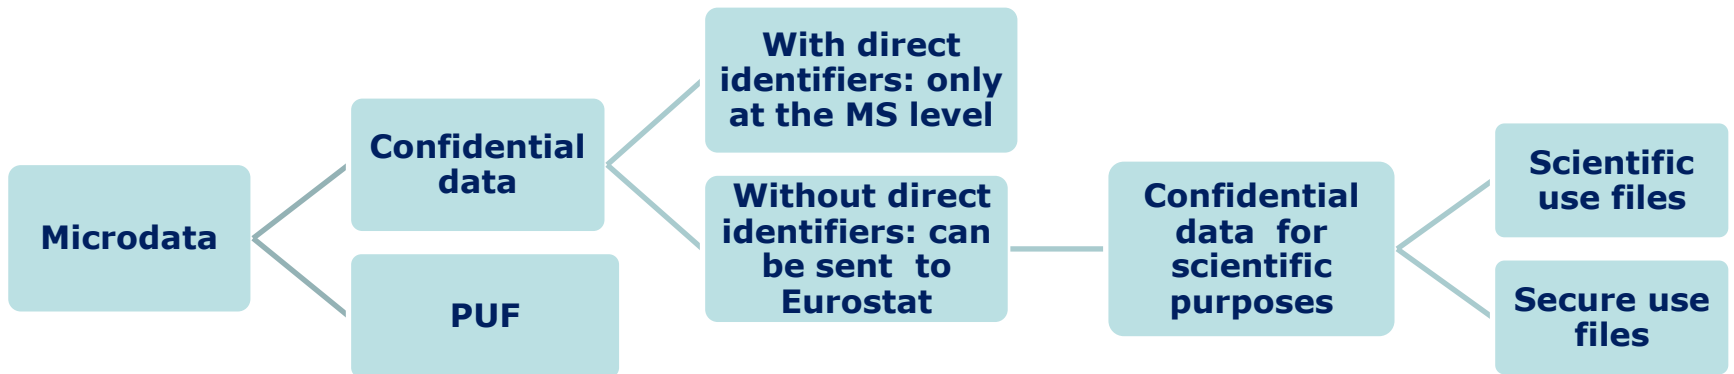 Microdata
Confidential
data
PUF
With direct
identifiers: only
at the MS level
Without direct
identifiers: can
be sent to
Eurostat
Confidential
data for
scientific
purposes
Scientific
use files
Secure use
files